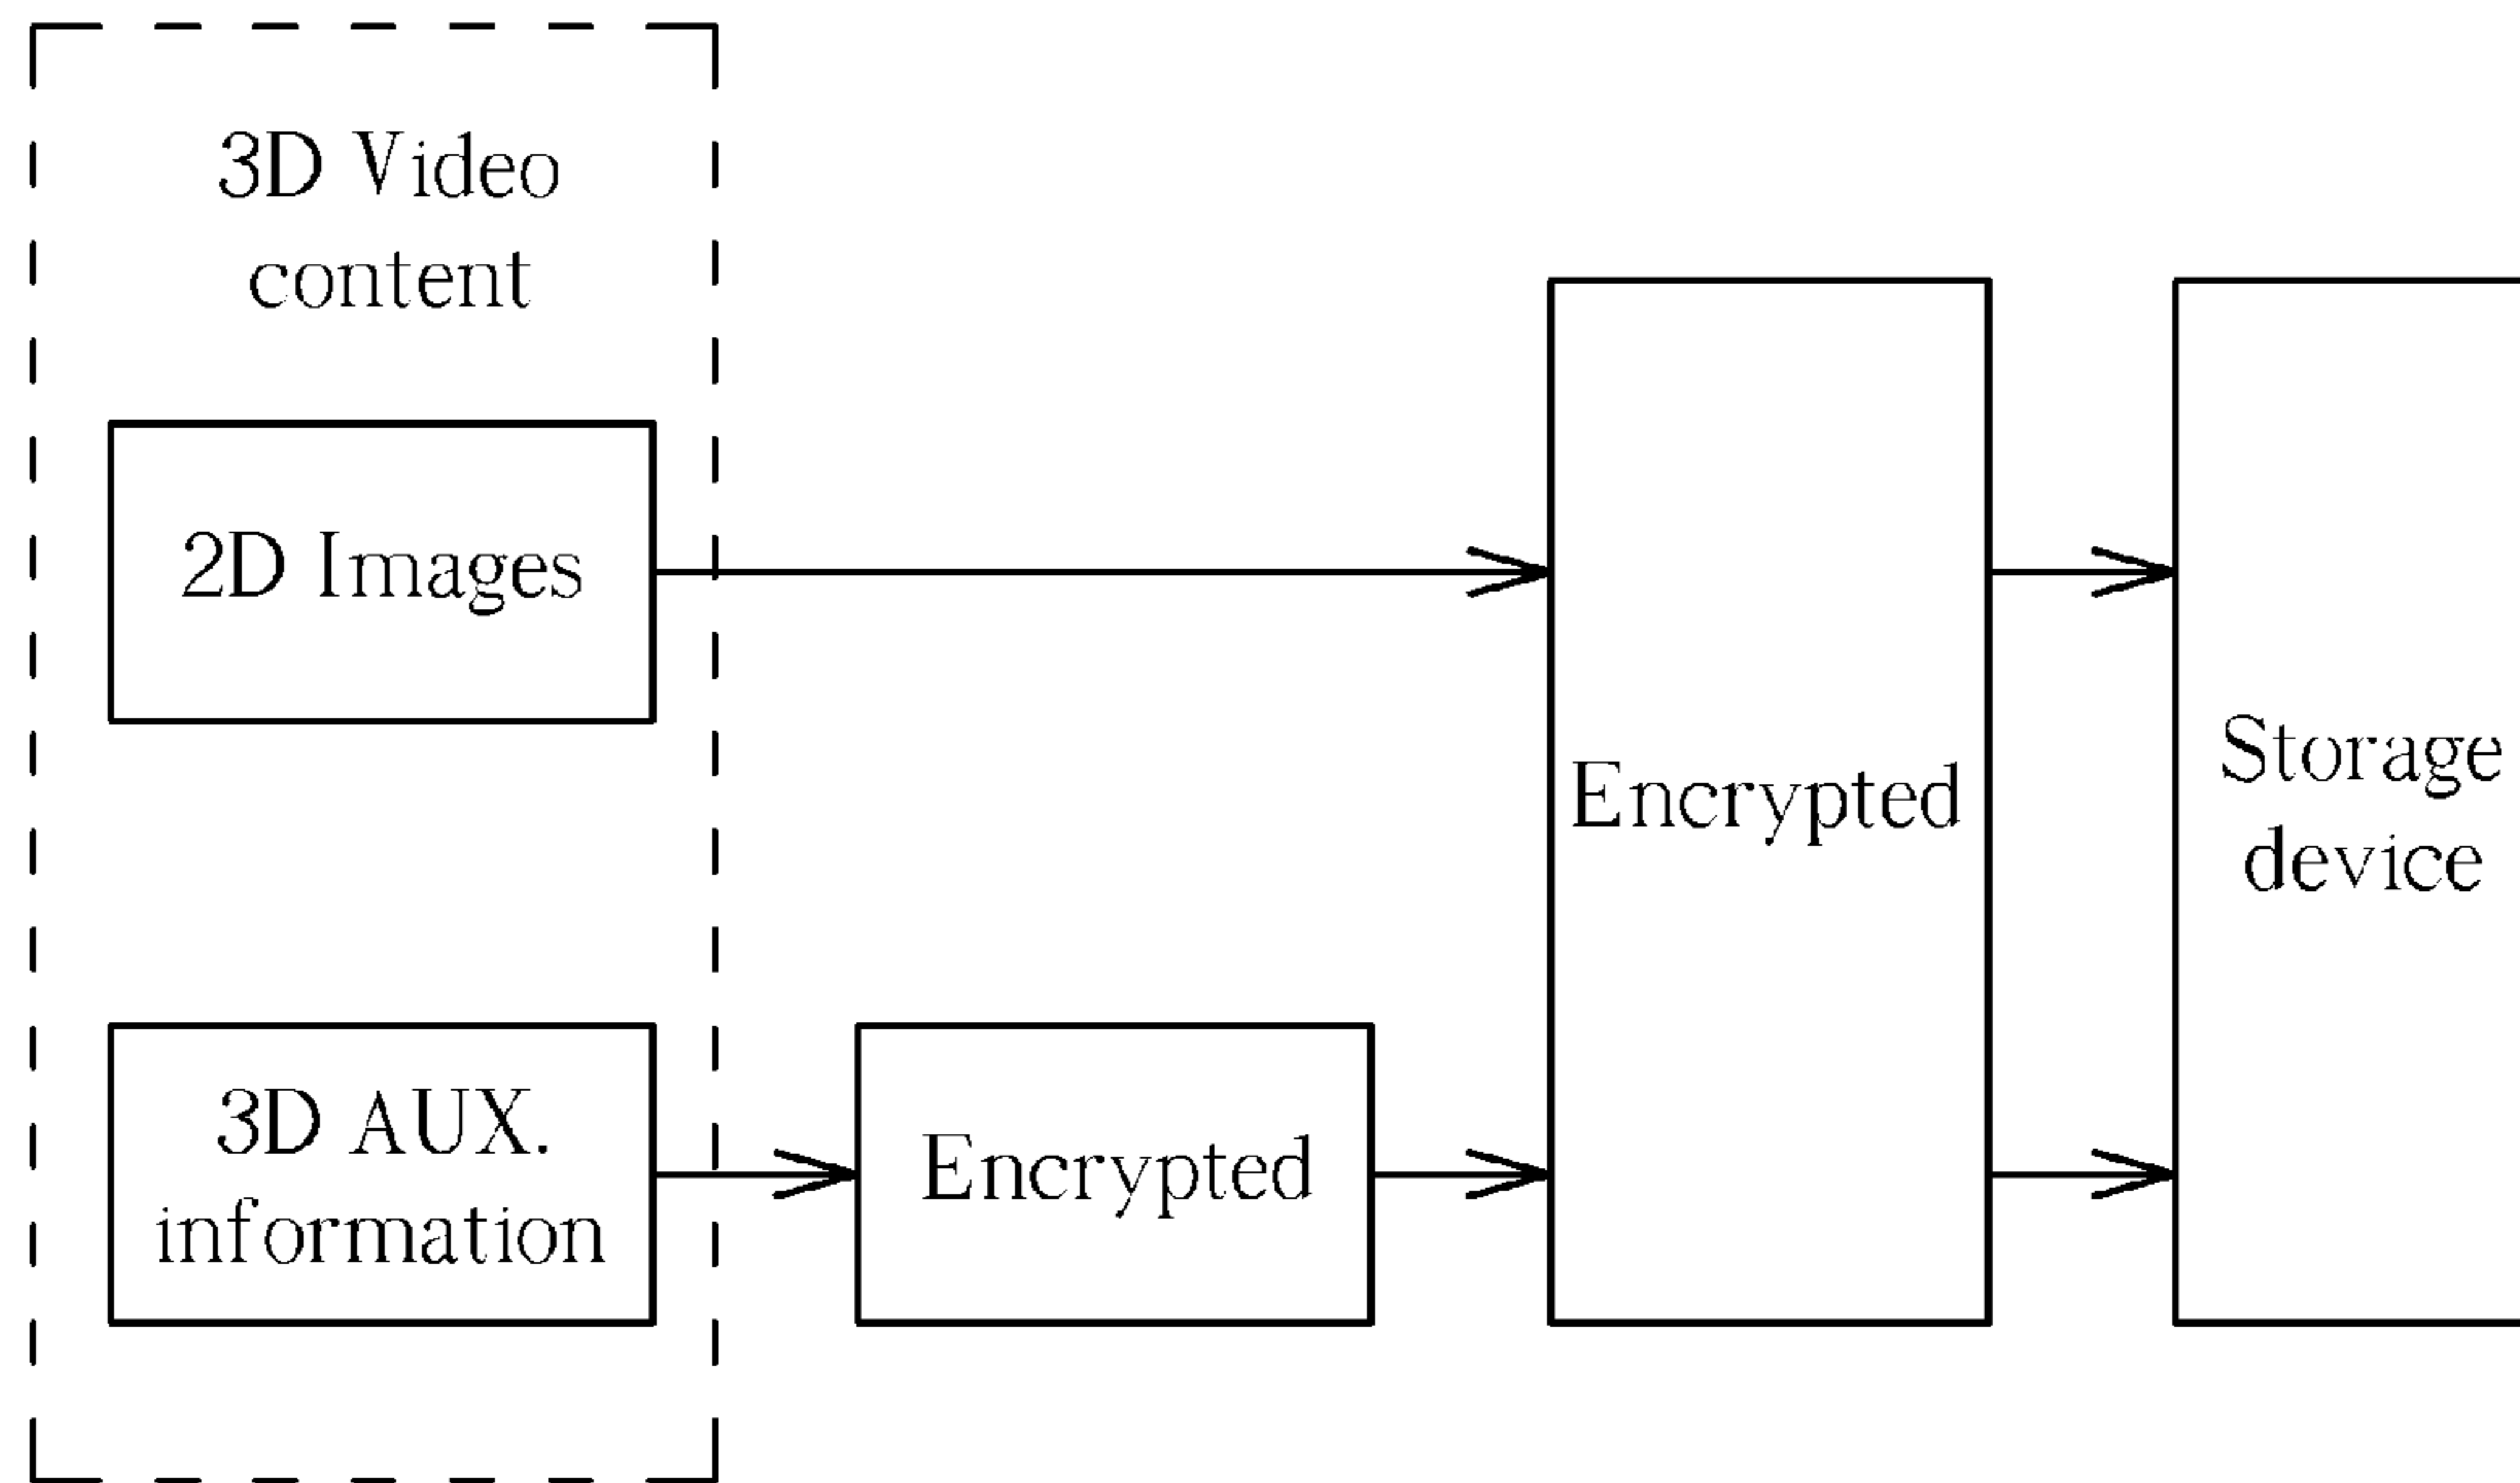 3D Video
content
2D Images
3D AUX.
information
Encrypted
Encrypted
Storage
device